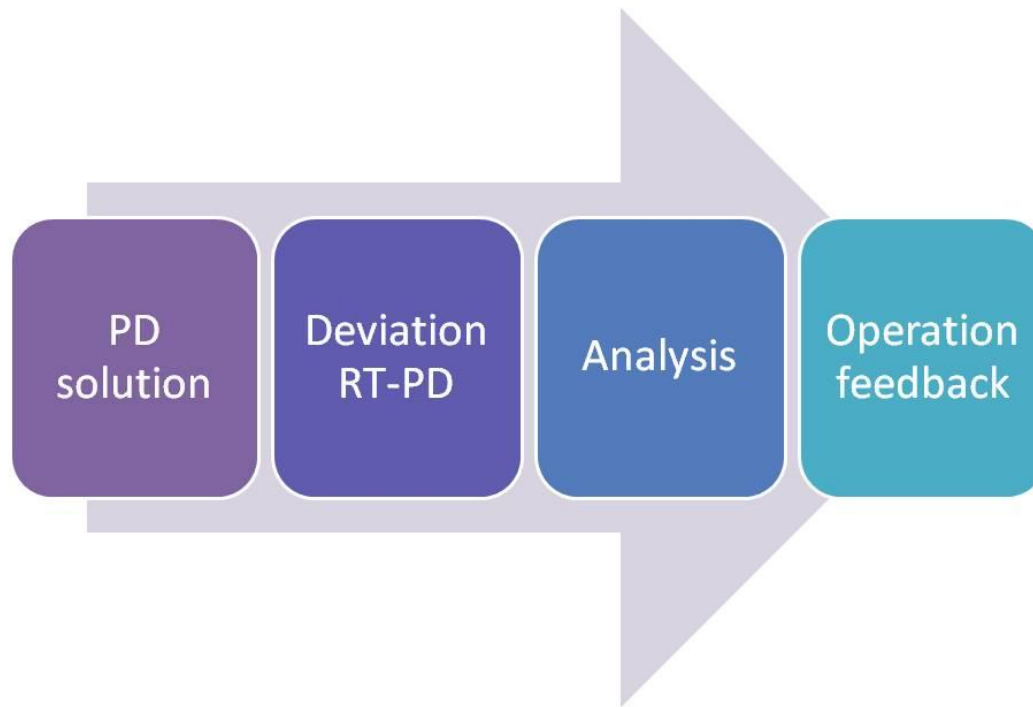 PD
solution
Deviation
RT-PD
Analysis
Operation
feedback